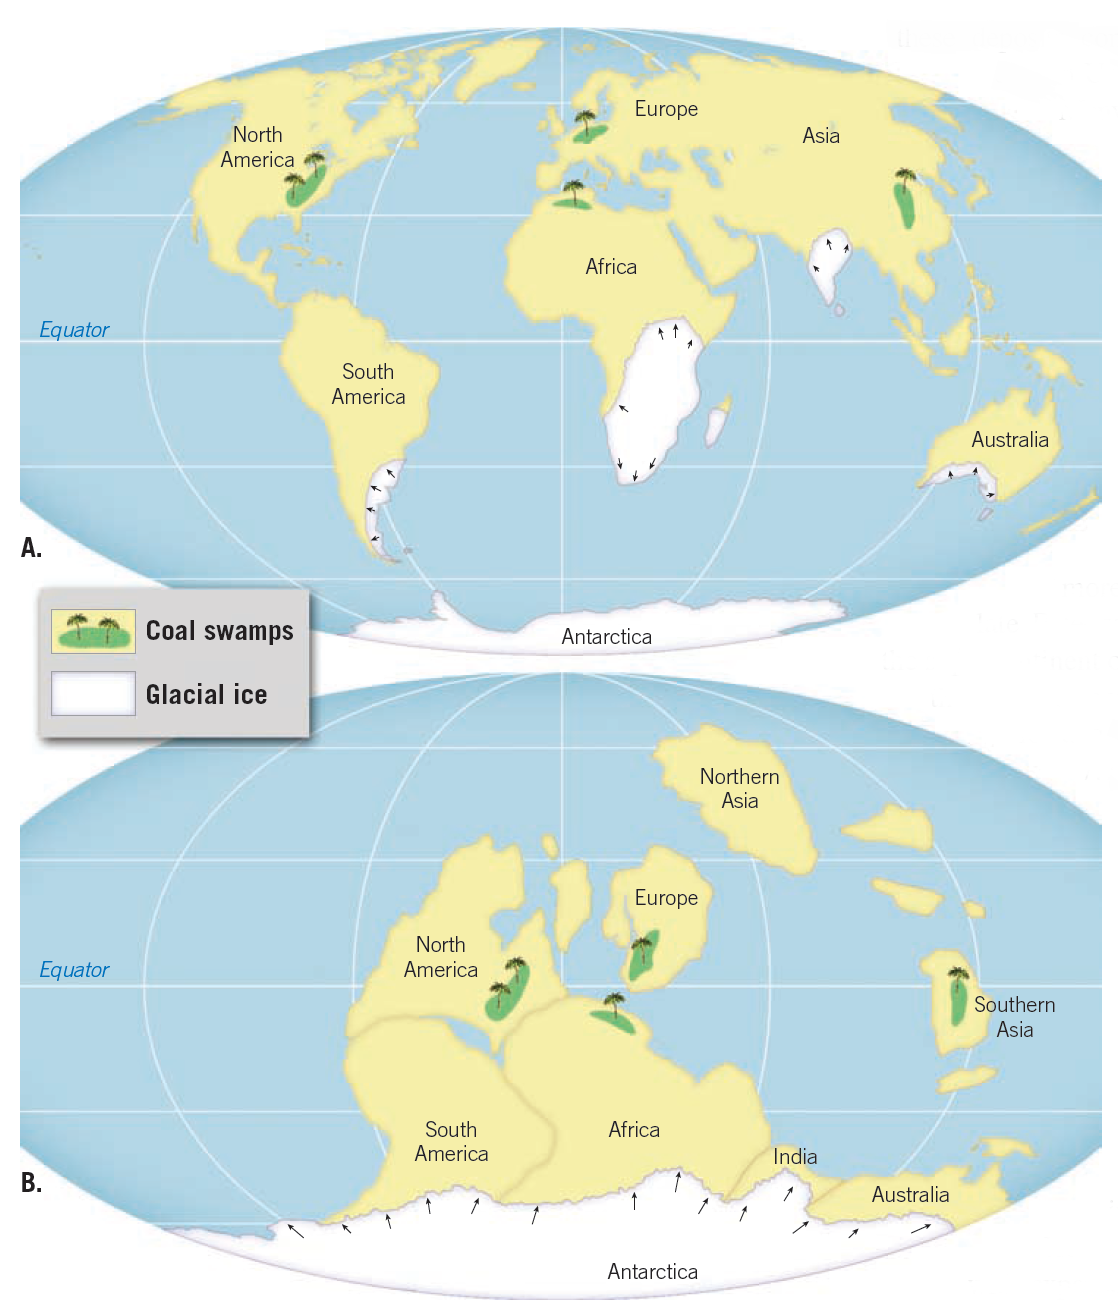 North
America
Europe
Asia
Africa
Equator
South
America
Australia
A.
Antarctica
Coal swamps
Glacial ice
Northern
Asia
Europe
North
America
Equator
Southern
Asia
South
America
Africa
India
B.
Australia
Antarctica